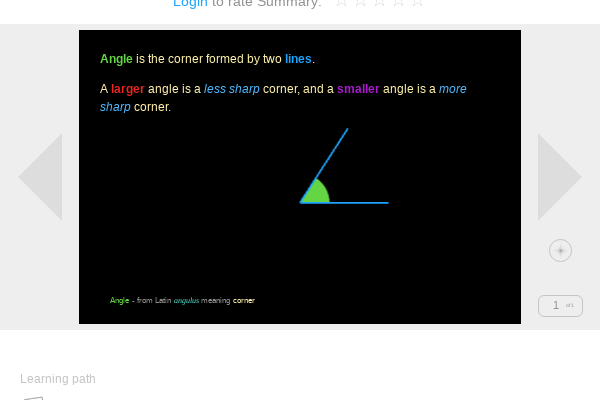 Login to rate Summary:
Angle is the corner formed by two lines.
A larger angle is a less sharp corner, and a smaller angle is a more
sharp corner.
Angle - from Latin angulus meaning corner
1
Learning path